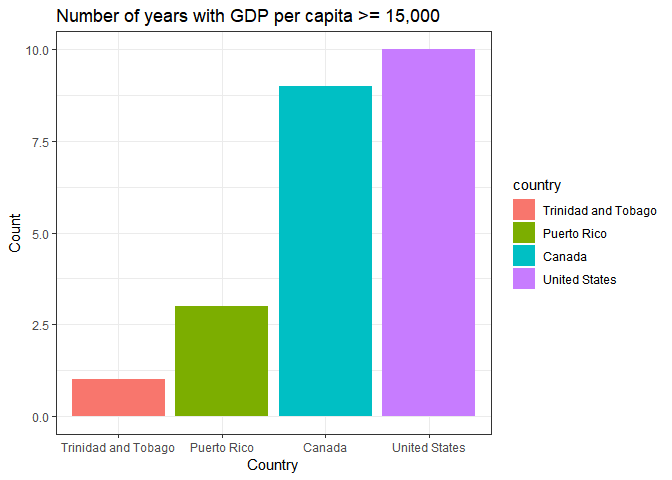 Number of years with GDP per capita >= 15,000
10.0
7.5
5.0
2.5
0.0
Count
Trinidad and Tobago Puerto Rico Canada United States
Country
country
Trinidad and Tobago
Puerto Rico
Canada
United States